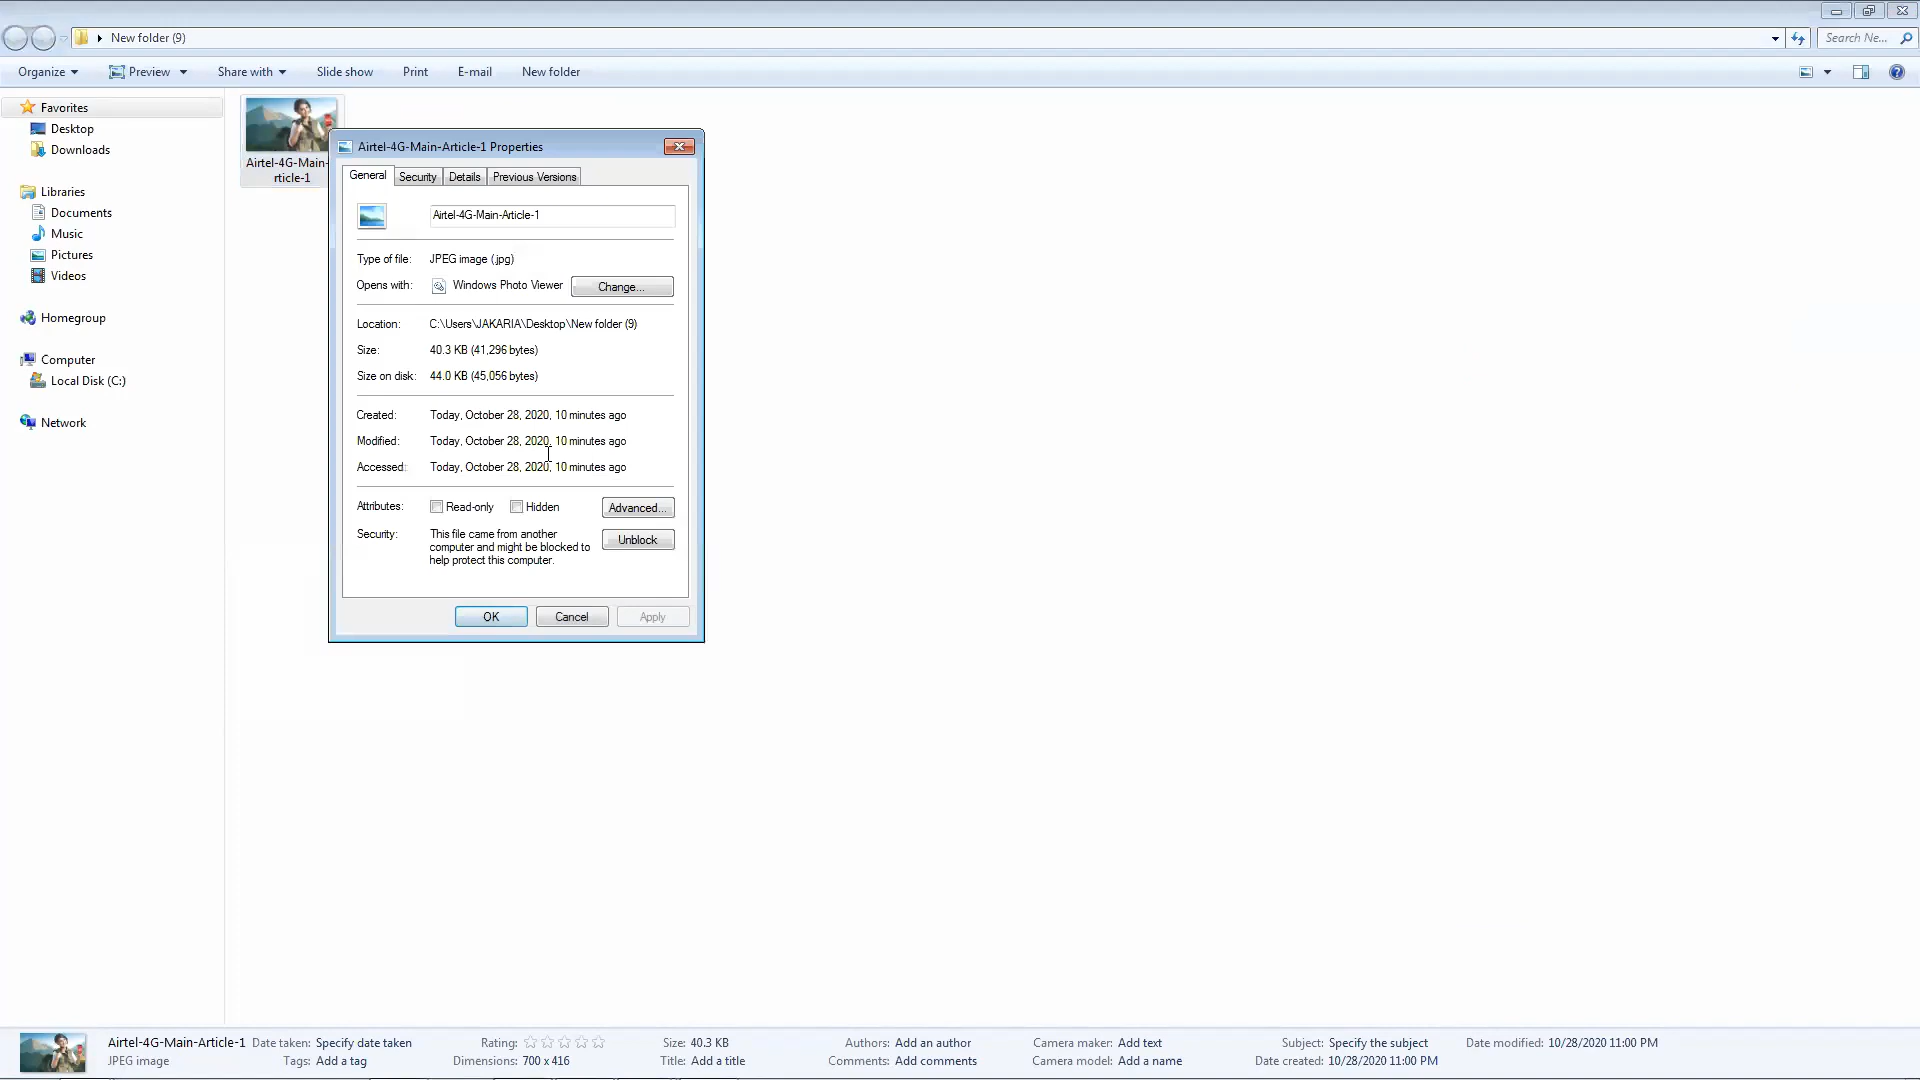 New folder (9)
Search Ne...
Organize Preview Share with Slide show Print E-mail New folder
Favorites
Desktop
Downloads
Libraries
Documents
Music
Pictures
Videos
Homegroup
Computer
Local Disk (C:)
Network
Airtel-4G-Main-
rticle-1
Airtel-4G-Main-Article-1 Properties
General Security Details Previous Versions
Airtel-4G-Main-Article-1
Type of file: JPEG image (.jpg)
Opens with: Windows Photo Viewer Change...
Location: C:\Users\JAKARIA\Desktop\New folder (9)
Size: 40.3 KB (41,296 bytes)
Size on disk: 44.0 KB (45,056 bytes)
Created: Today, October 28, 2020, 10 minutes ago
Modified: Today, October 28, 2020, 10 minutes ago
Accessed: Today, October 28, 2020, 10 minutes ago
Attributes: Read-only Hidden Advanced...
Security: This file came from another
computer and might be blocked to
help protect this computer.
Unblock
OK Cancel Apply
Airtel-4G-Main-Article-1 Date taken: Specify date taken Rating: Size: 40.3 KB Authors: Add an author Camera maker: Add text Subject: Specify the subject Date modified: 10/28/2020 11:00 PM
JPEG image Tags: Add a tag Dimensions: 700 x 416 Title: Add a title Comments: Add comments Camera model: Add a name Date created: 10/28/2020 11:00 PM